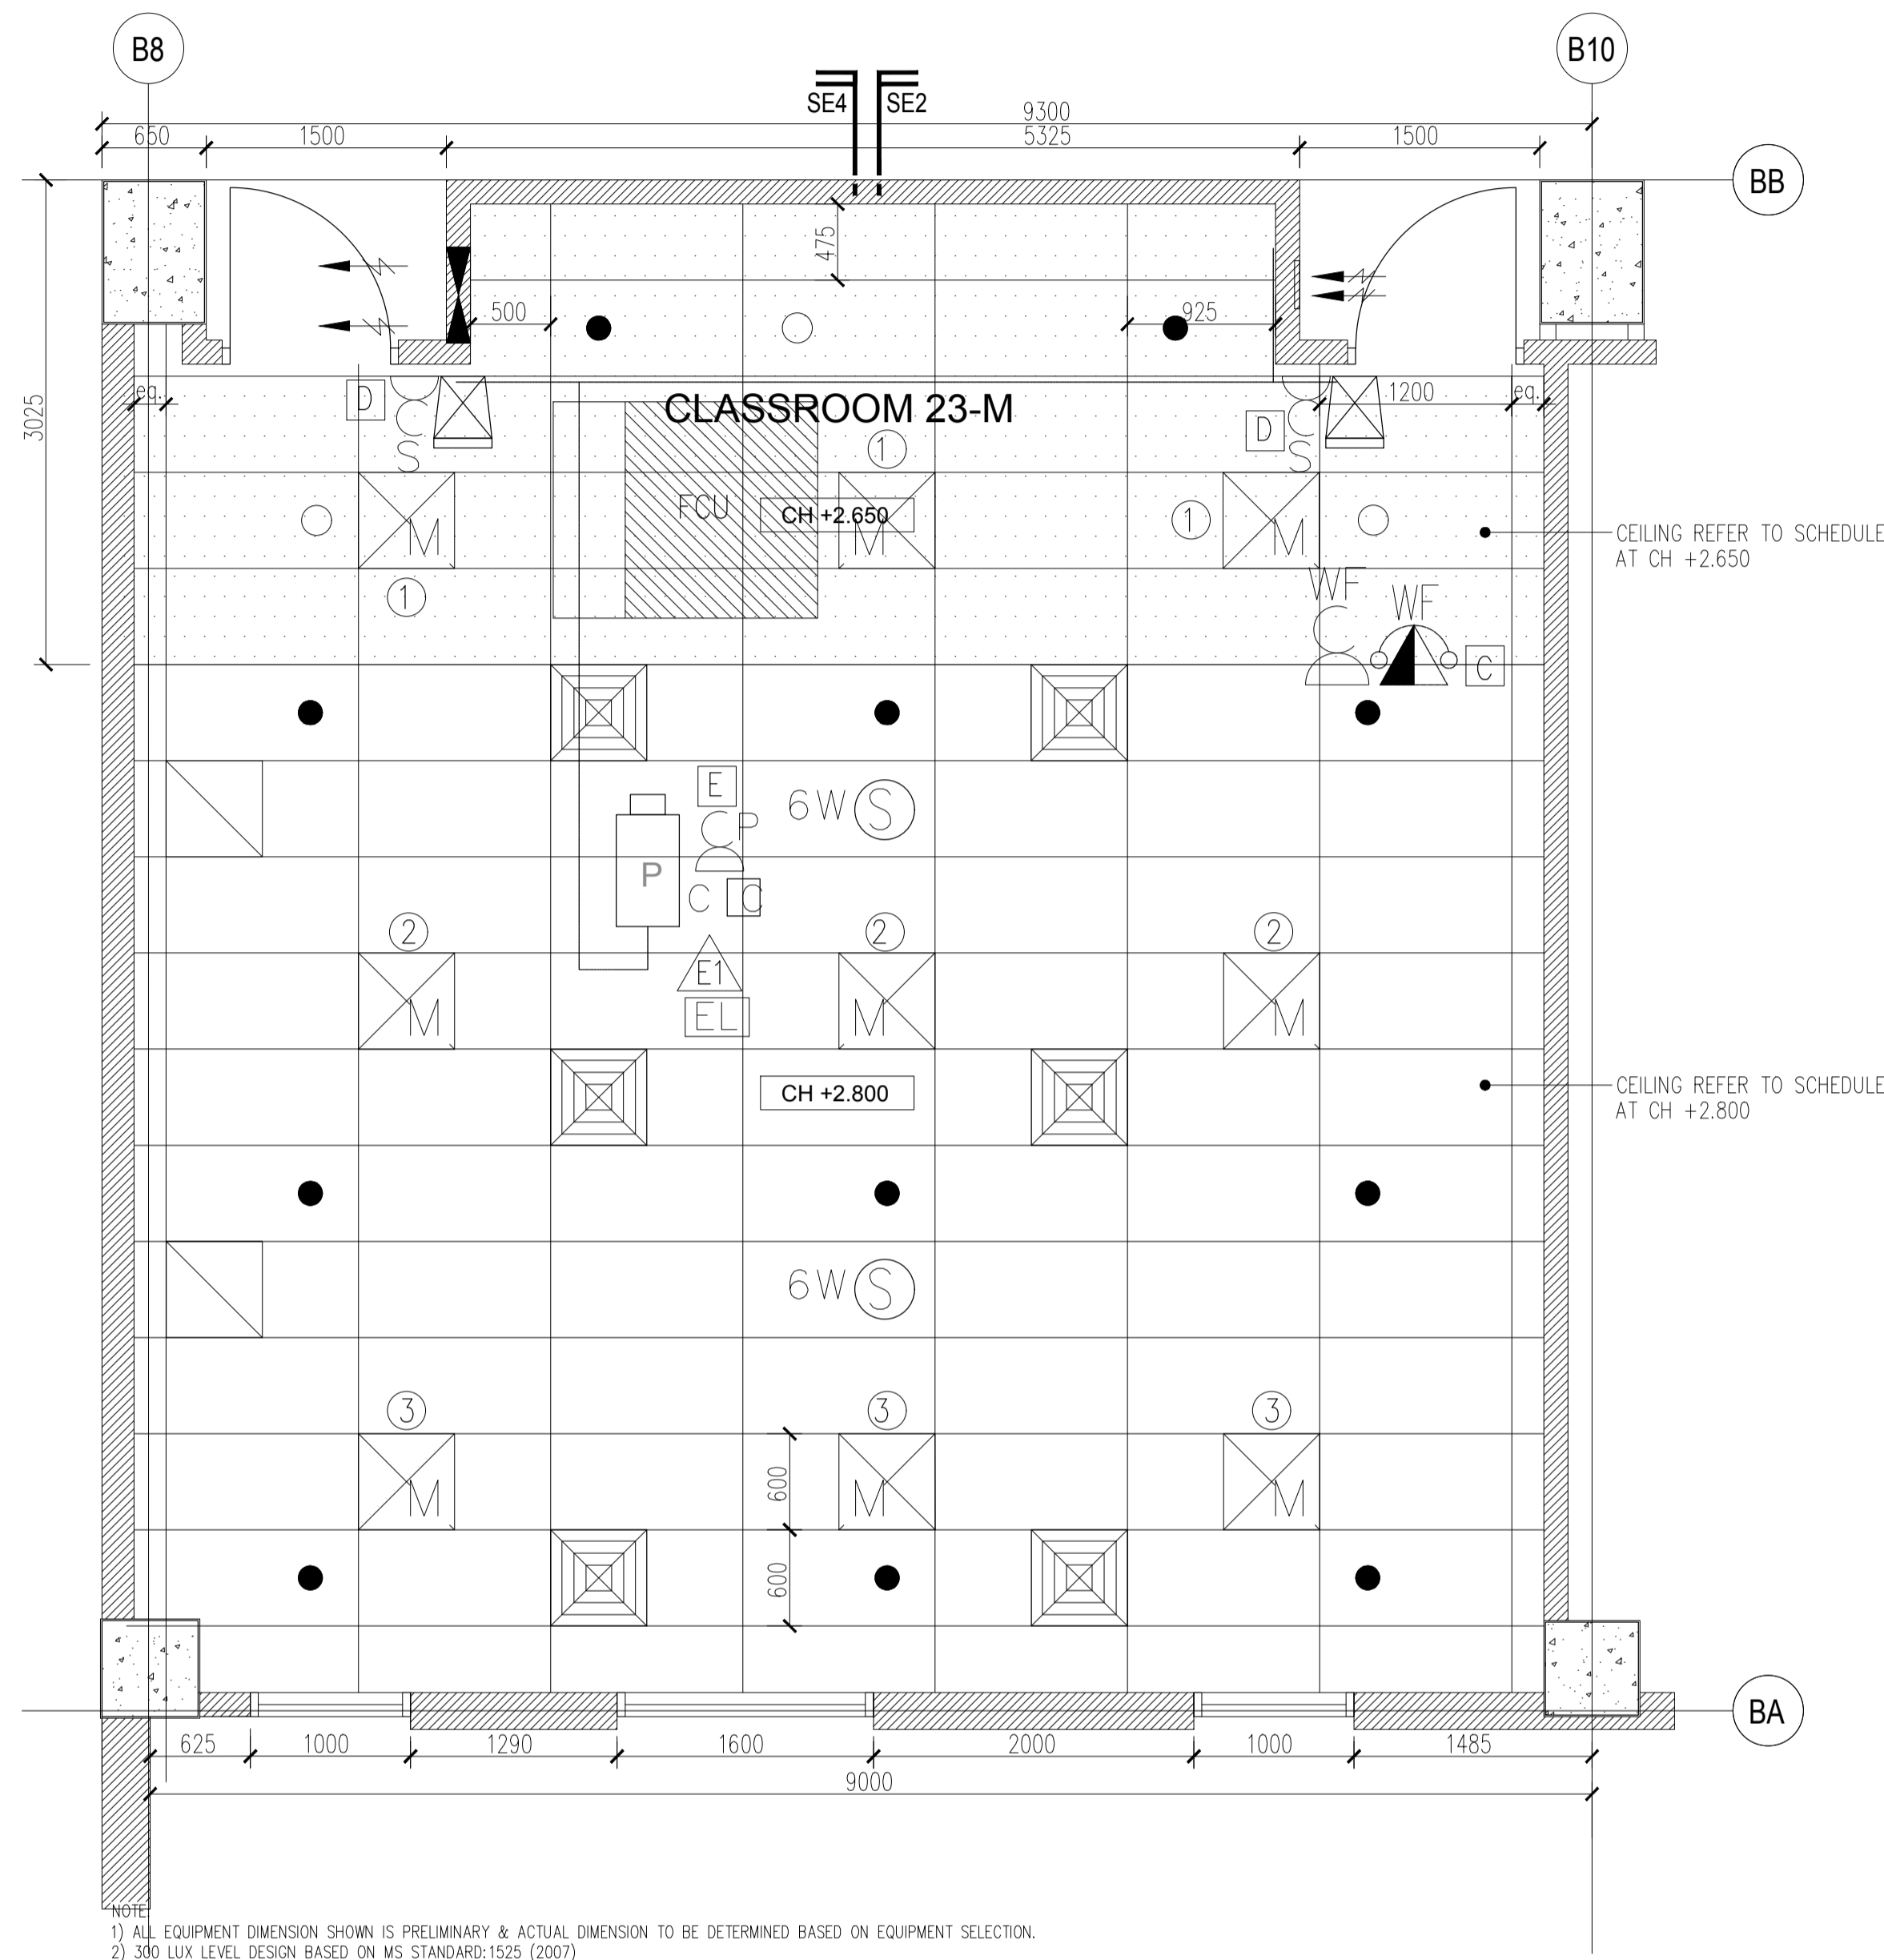 B8
B10
SE4
SE2
9300
650
1500
5325
1500
BB
475
500
925
3025
eq.
D
C
S
CLASSROOM 23-M
1
D
C
S
1200
eq.
FCU
CH +2.650
M
M
1
M
CEILING REFER TO SCHEDULE
AT CH +2.650
1
WF
C
WF
C
E
CP
6W
S
P
C
C
2
2
2
M
E1
EL
M
M
CH +2.800
CEILING REFER TO SCHEDULE
AT CH +2.800
6W
S
3
3
3
M
600
M
M
600
BA
625
1000
1290
1600
2000
1000
1485
9000
NOTE:
1) ALL EQUIPMENT DIMENSION SHOWN IS PRELIMINARY & ACTUAL DIMENSION TO BE DETERMINED BASED ON EQUIPMENT SELECTION.
2) 300 LUX LEVEL DESIGN BASED ON MS STANDARD:1525 (2007)